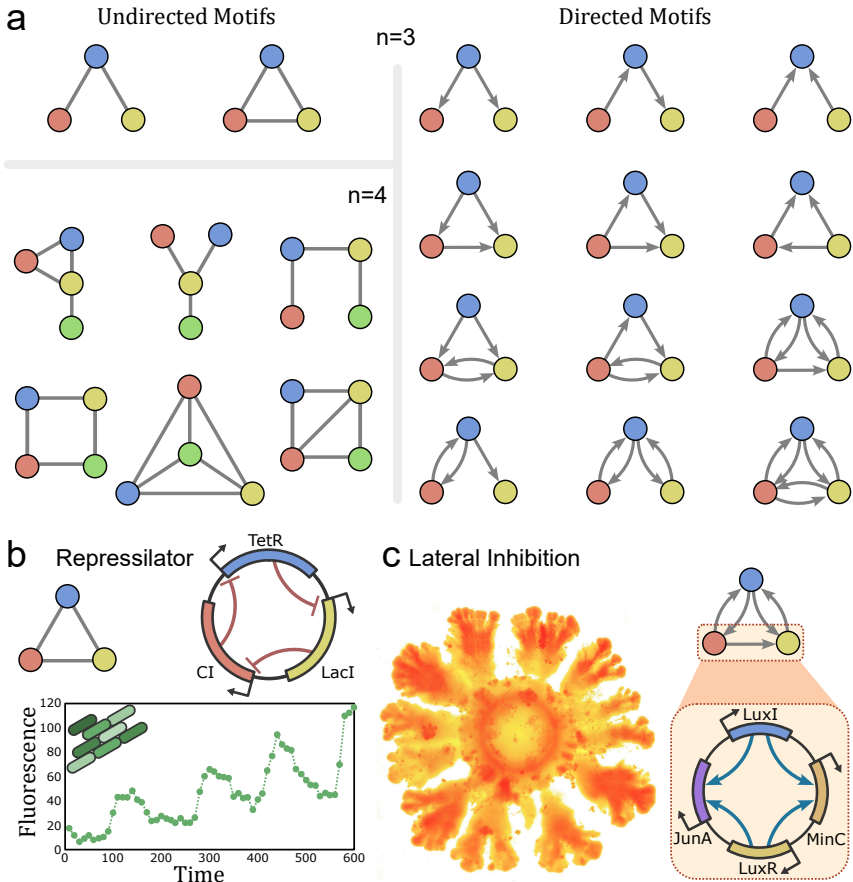 a
Undirected Motifs
n=3
Directed Motifs
n=4
b
Repressilator
TetR
CI
LacI
Fluorescence
120
100
80
60
40
20
0
0
100
200
300
400
500
600
Time
c Lateral Inhibition
LuxI
JunA
MinC
LuxR